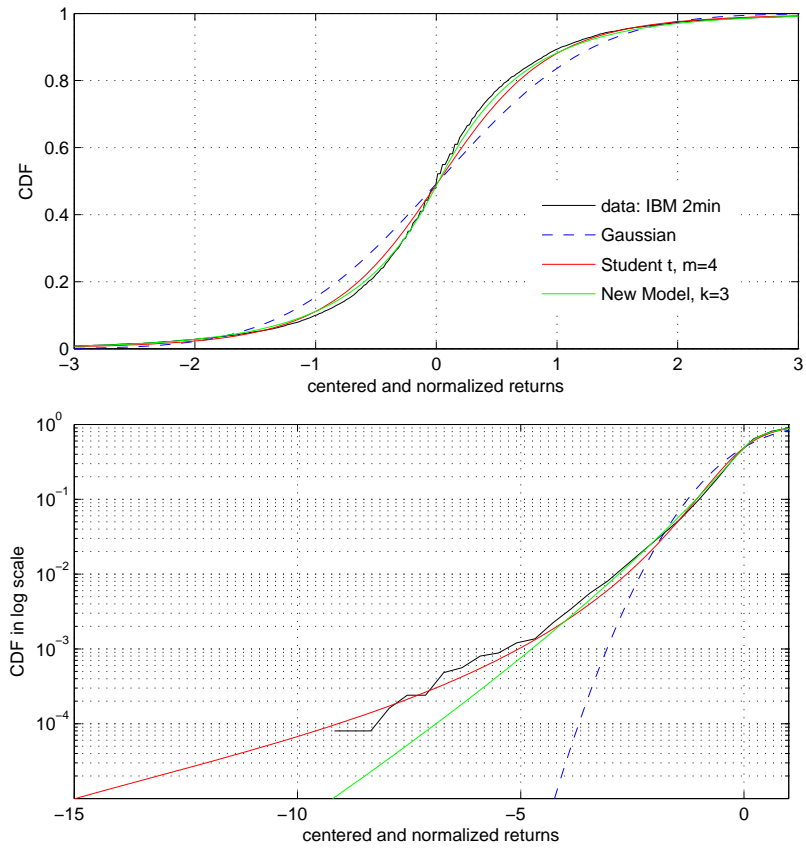 1
0.8
0.6
0.4
0.2
0
CDF
data: IBM 2min
Gaussian
Student t, m=4
New Model, k=3
−3 −2 −1 0 1 2 3
centered and normalized returns
10^0
10^−1
10^−2
10^−3
10^−4
CDF in log scale
−15 −10 −5 0
centered and normalized returns